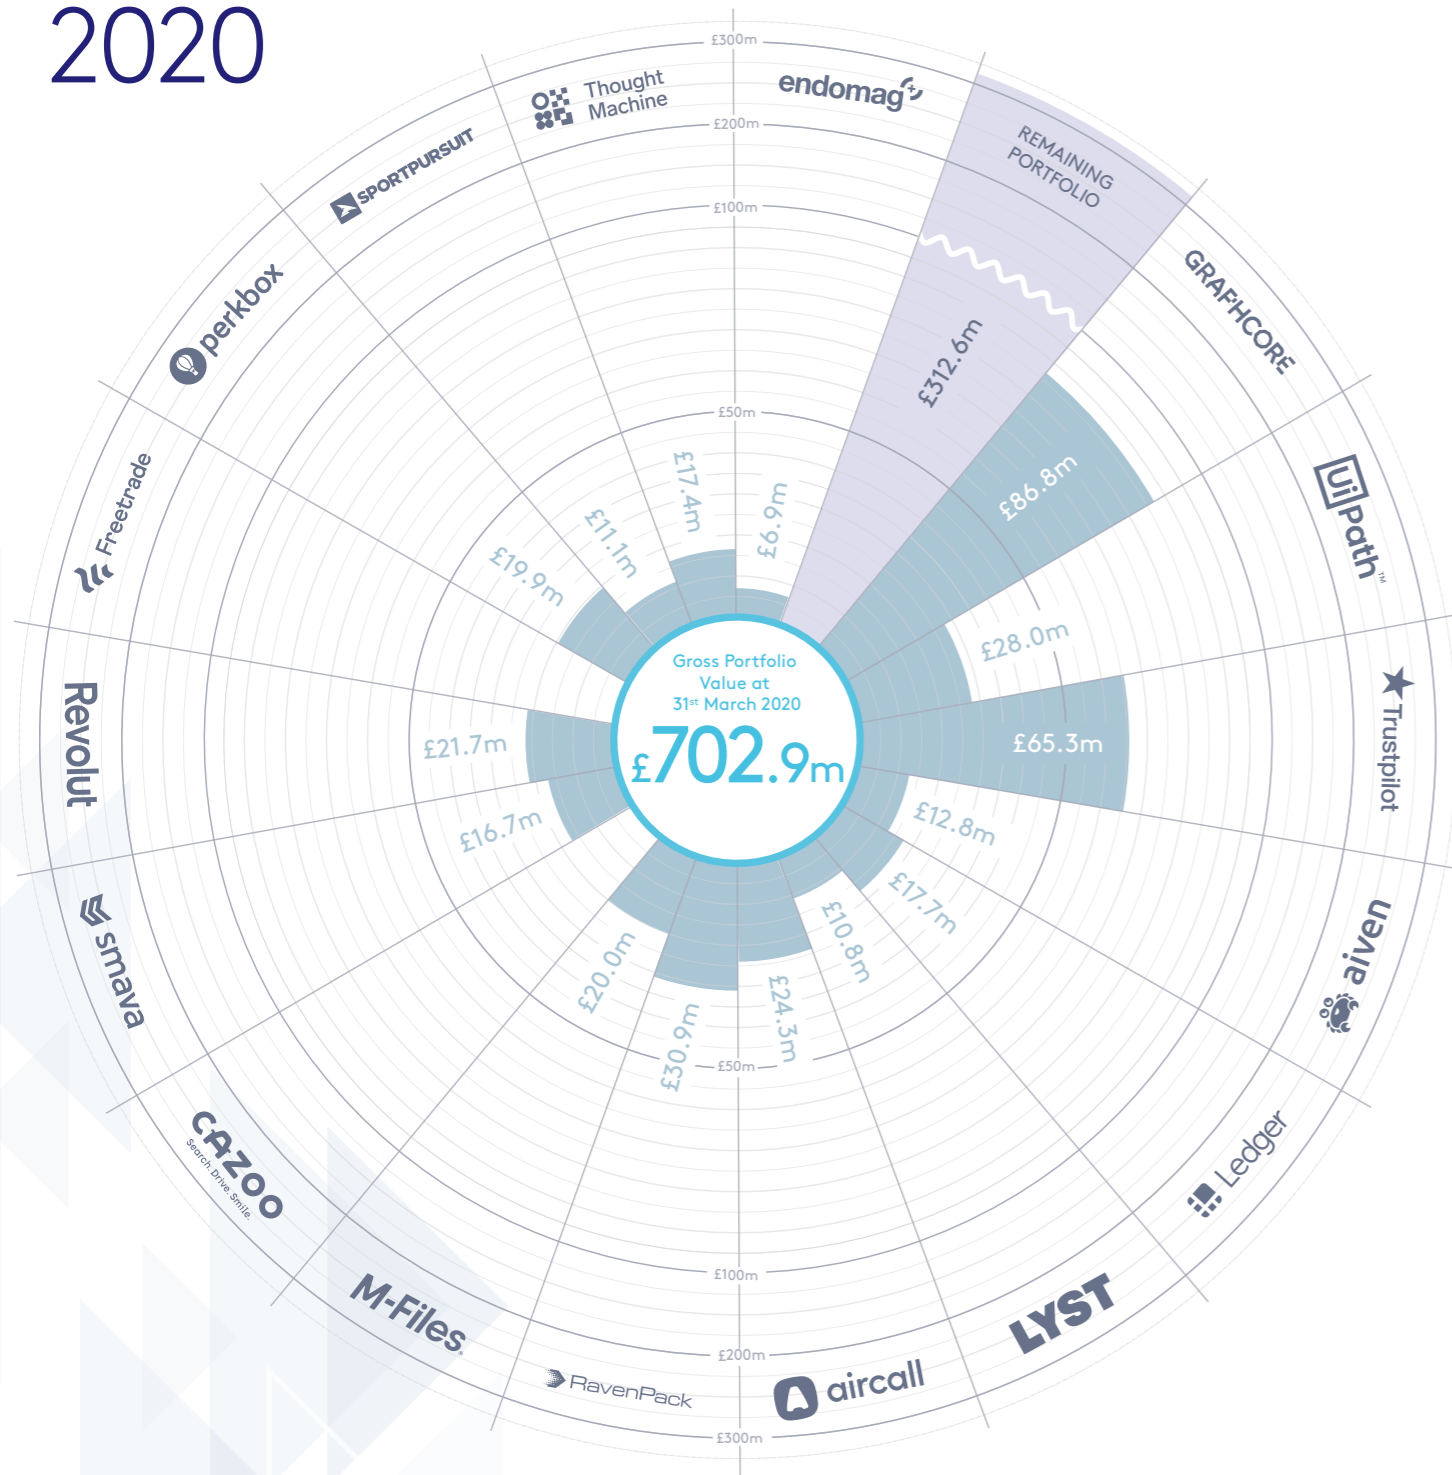 2020
£300m
£200m
£100m
£50m
endomag
REMAINING
PORTFOLIO
£312.6m
GRAFHCORE
£86.8m
UiPath™
£28.0m
Trustpilot
£65.3m
aiven
£12.8m
Ledger
£17.7m
LYST
£10.8m
aircall
£24.3m
RavenPack
£30.9m
M-Files
£20.0m
CAZOO
Search. Drive. Smile.
smava
£16.7m
Revolut
£21.7m
Freetrade
perkbox
£19.9m
SPORTPURSUIT
£11.1m
Thought
Machine
£17.4m
£6.9m
Gross Portfolio
Value at
31st March 2020
£702.9m
£50m
£100m
£200m
£300m